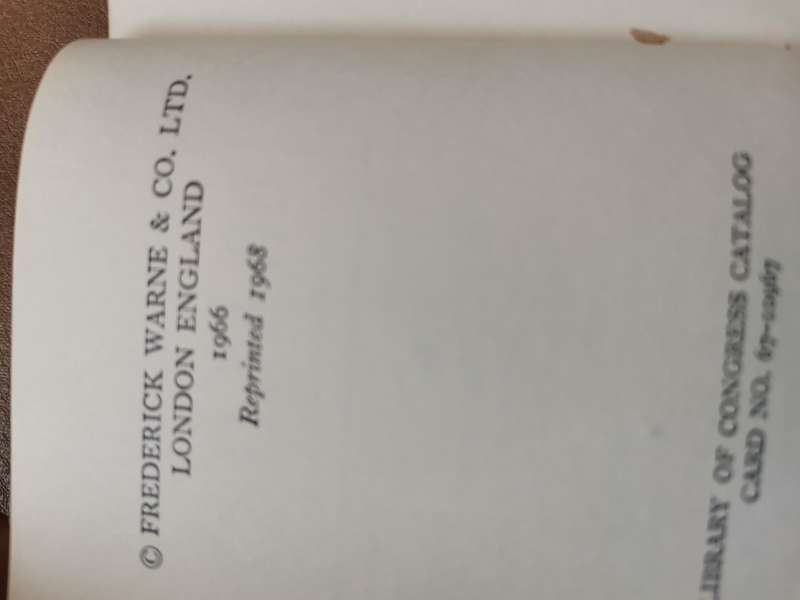 © FREDERICK WARNE & CO. LTD.
LONDON ENGLAND
1966
Reprinted 1968
LIBRARY OF CONGRESS CATALOG
CARD NO.